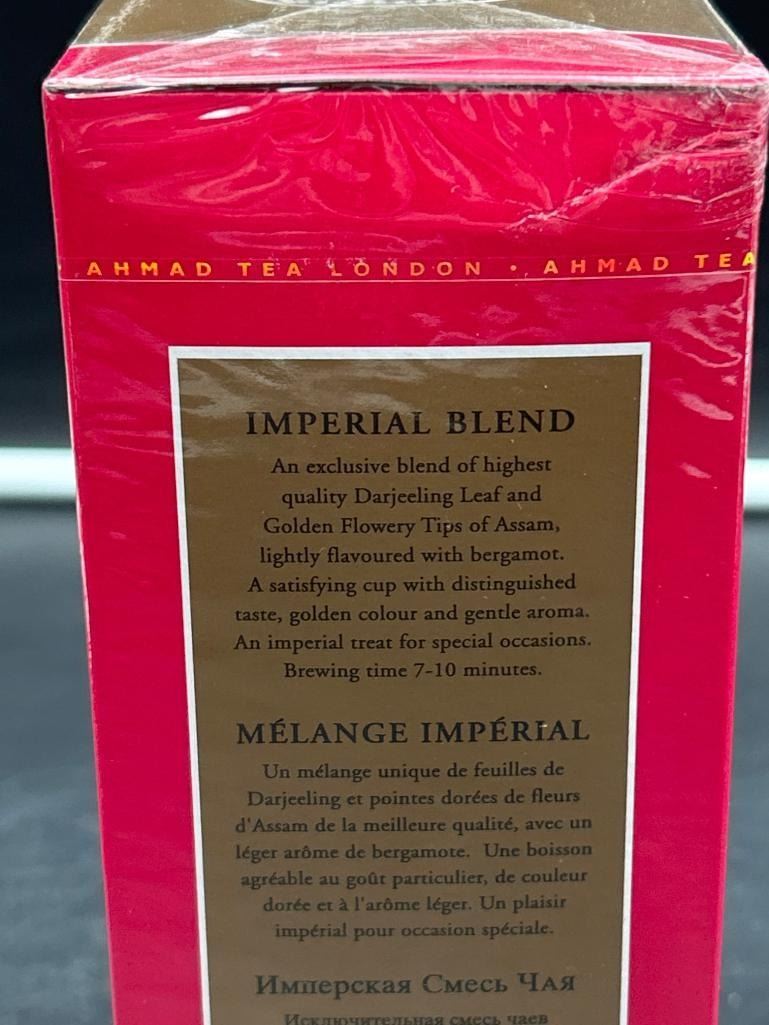 AHMAD TEA LONDON • AHMAD TEA
IMPERIAL BLEND
An exclusive blend of highest
quality Darjeeling Leaf and
Golden Flowery Tips of Assam,
lightly flavoured with bergamot.
A satisfying cup with distinguished
taste, golden colour and gentle aroma.
An imperial treat for special occasions.
Brewing time 7-10 minutes.
MÉLANGE IMPÉRIAL
Un mélange unique de feuilles de
Darjeeling et pointes dorées de fleurs
d'Assam de la meilleure qualité, avec un
léger arôme de bergamote. Une boisson
agréable au goût particulier, de couleur
dorée et à l'arôme léger. Un plaisir
impérial pour occasion spéciale.
Имперская Смесь Чая
Исключительная смесь чаев